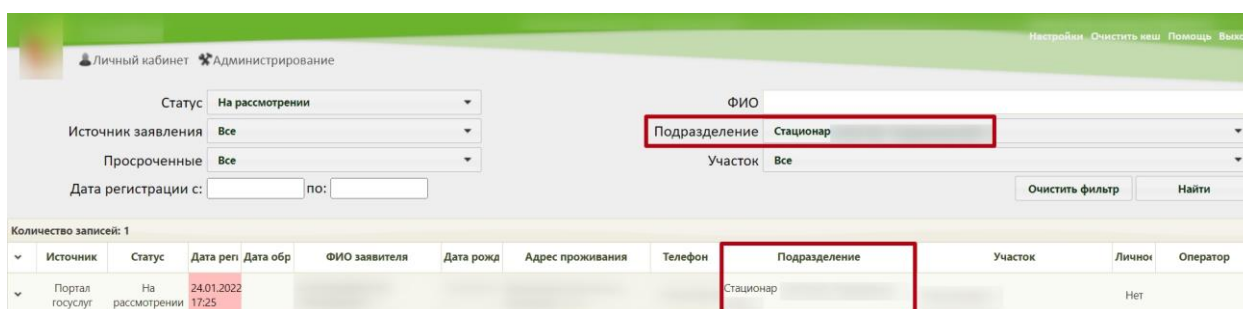 Настройки Очистить кеш Помощь
Личный кабинет Администрирование
Статус На рассмотрении ФИО
Источник заявления Все Подразделение Стационар
Просроченные Все Участок Все
Дата регистрации с: по: Очистить фильтр Найти
Количество записей: 1
Источник Статус Дата реги Дата обр ФИО заявителя Дата рожд Адрес проживания Телефон Подразделение Участок Личное Оператор
Портал На 24.01.2022 Стационар
госуслуг рассмотрении 17:25 Нет